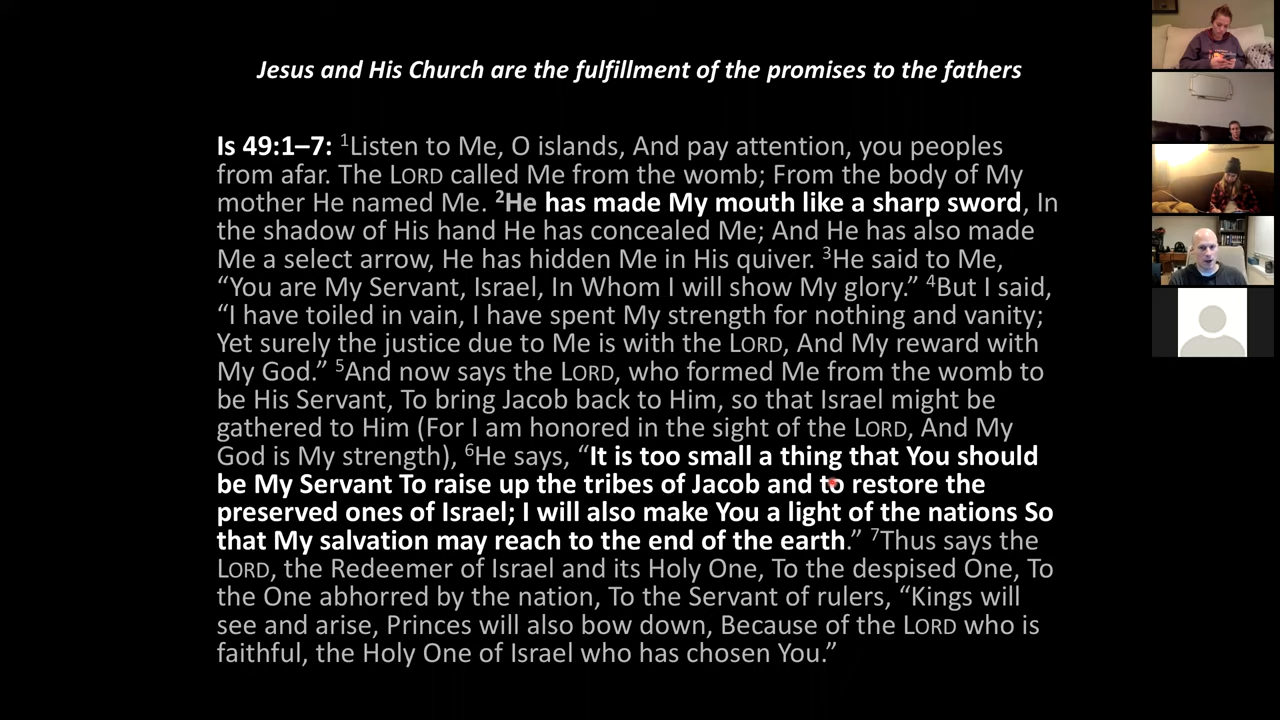 Jesus and His Church are the fulfillment of the promises to the fathers
Is 49:1–7: 1Listen to Me, O islands, And pay attention, you peoples
from afar. The LORD called Me from the womb; From the body of My
mother He named Me. 2He has made My mouth like a sharp sword, In
the shadow of His hand He has concealed Me; And He has also made
Me a select arrow, He has hidden Me in His quiver. 3He said to Me,
“You are My Servant, Israel, In Whom I will show My glory.” 4But I said,
“I have toiled in vain, I have spent My strength for nothing and vanity;
Yet surely the justice due to Me is with the LORD, And My reward with
My God.” 5And now says the LORD, who formed Me from the womb to
be His Servant, To bring Jacob back to Him, so that Israel might be
gathered to Him (For I am honored in the sight of the LORD, And My
God is My strength), 6He says, “It is too small a thing that You should
be My Servant To raise up the tribes of Jacob and to restore the
preserved ones of Israel; I will also make You a light of the nations So
that My salvation may reach to the end of the earth.” 7Thus says the
LORD, the Redeemer of Israel and its Holy One, To the despised One, To
the One abhorred by the nation, To the Servant of rulers, “Kings will
see and arise, Princes will also bow down, Because of the LORD who is
faithful, the Holy One of Israel who has chosen You.”